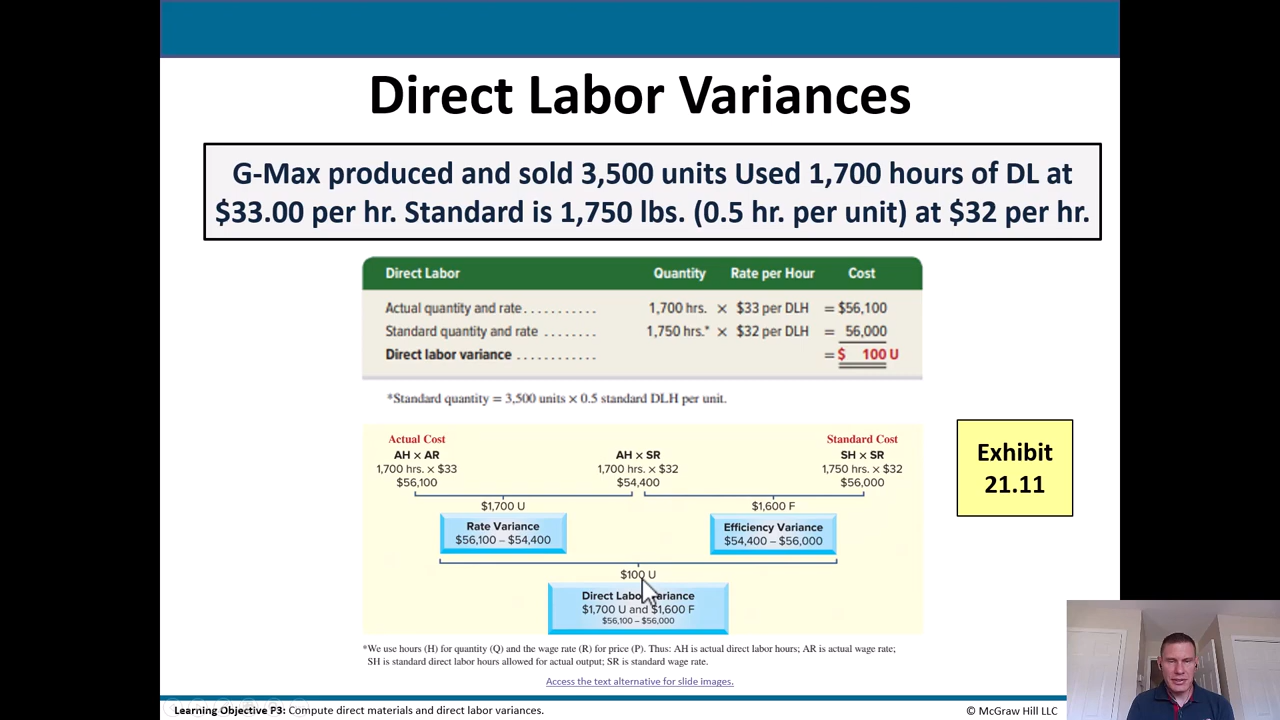 Direct Labor Variances
G-Max produced and sold 3,500 units Used 1,700 hours of DL at
$33.00 per hr. Standard is 1,750 lbs. (0.5 hr. per unit) at $32 per hr.
Direct Labor Quantity Rate per Hour Cost
Actual quantity and rate........... 1,700 hrs. × $33 per DLH = $56,100
Standard quantity and rate ........ 1,750 hrs.* × $32 per DLH = 56,000
Direct labor variance ............ = $ 100 U
*Standard quantity = 3,500 units × 0.5 standard DLH per unit.
Actual Cost Standard Cost
AH × AR AH × SR SH × SR
1,700 hrs. × $33 1,700 hrs. × $32 1,750 hrs. × $32
$56,100 $54,400 $56,000
$1,700 U $1,600 F
Rate Variance Efficiency Variance
$56,100 – $54,400 $54,400 – $56,000
$100 U
Direct Labor Variance
$1,700 U and $1,600 F
$56,100 – $56,000
Exhibit
21.11
*We use hours (H) for quantity (Q) and the wage rate (R) for price (P). Thus: AH is actual direct labor hours; AR is actual wage rate;
SH is standard direct labor hours allowed for actual output; SR is standard wage rate.
Access the text alternative for slide images.
Learning Objective P3: Compute direct materials and direct labor variances. © McGraw Hill LLC